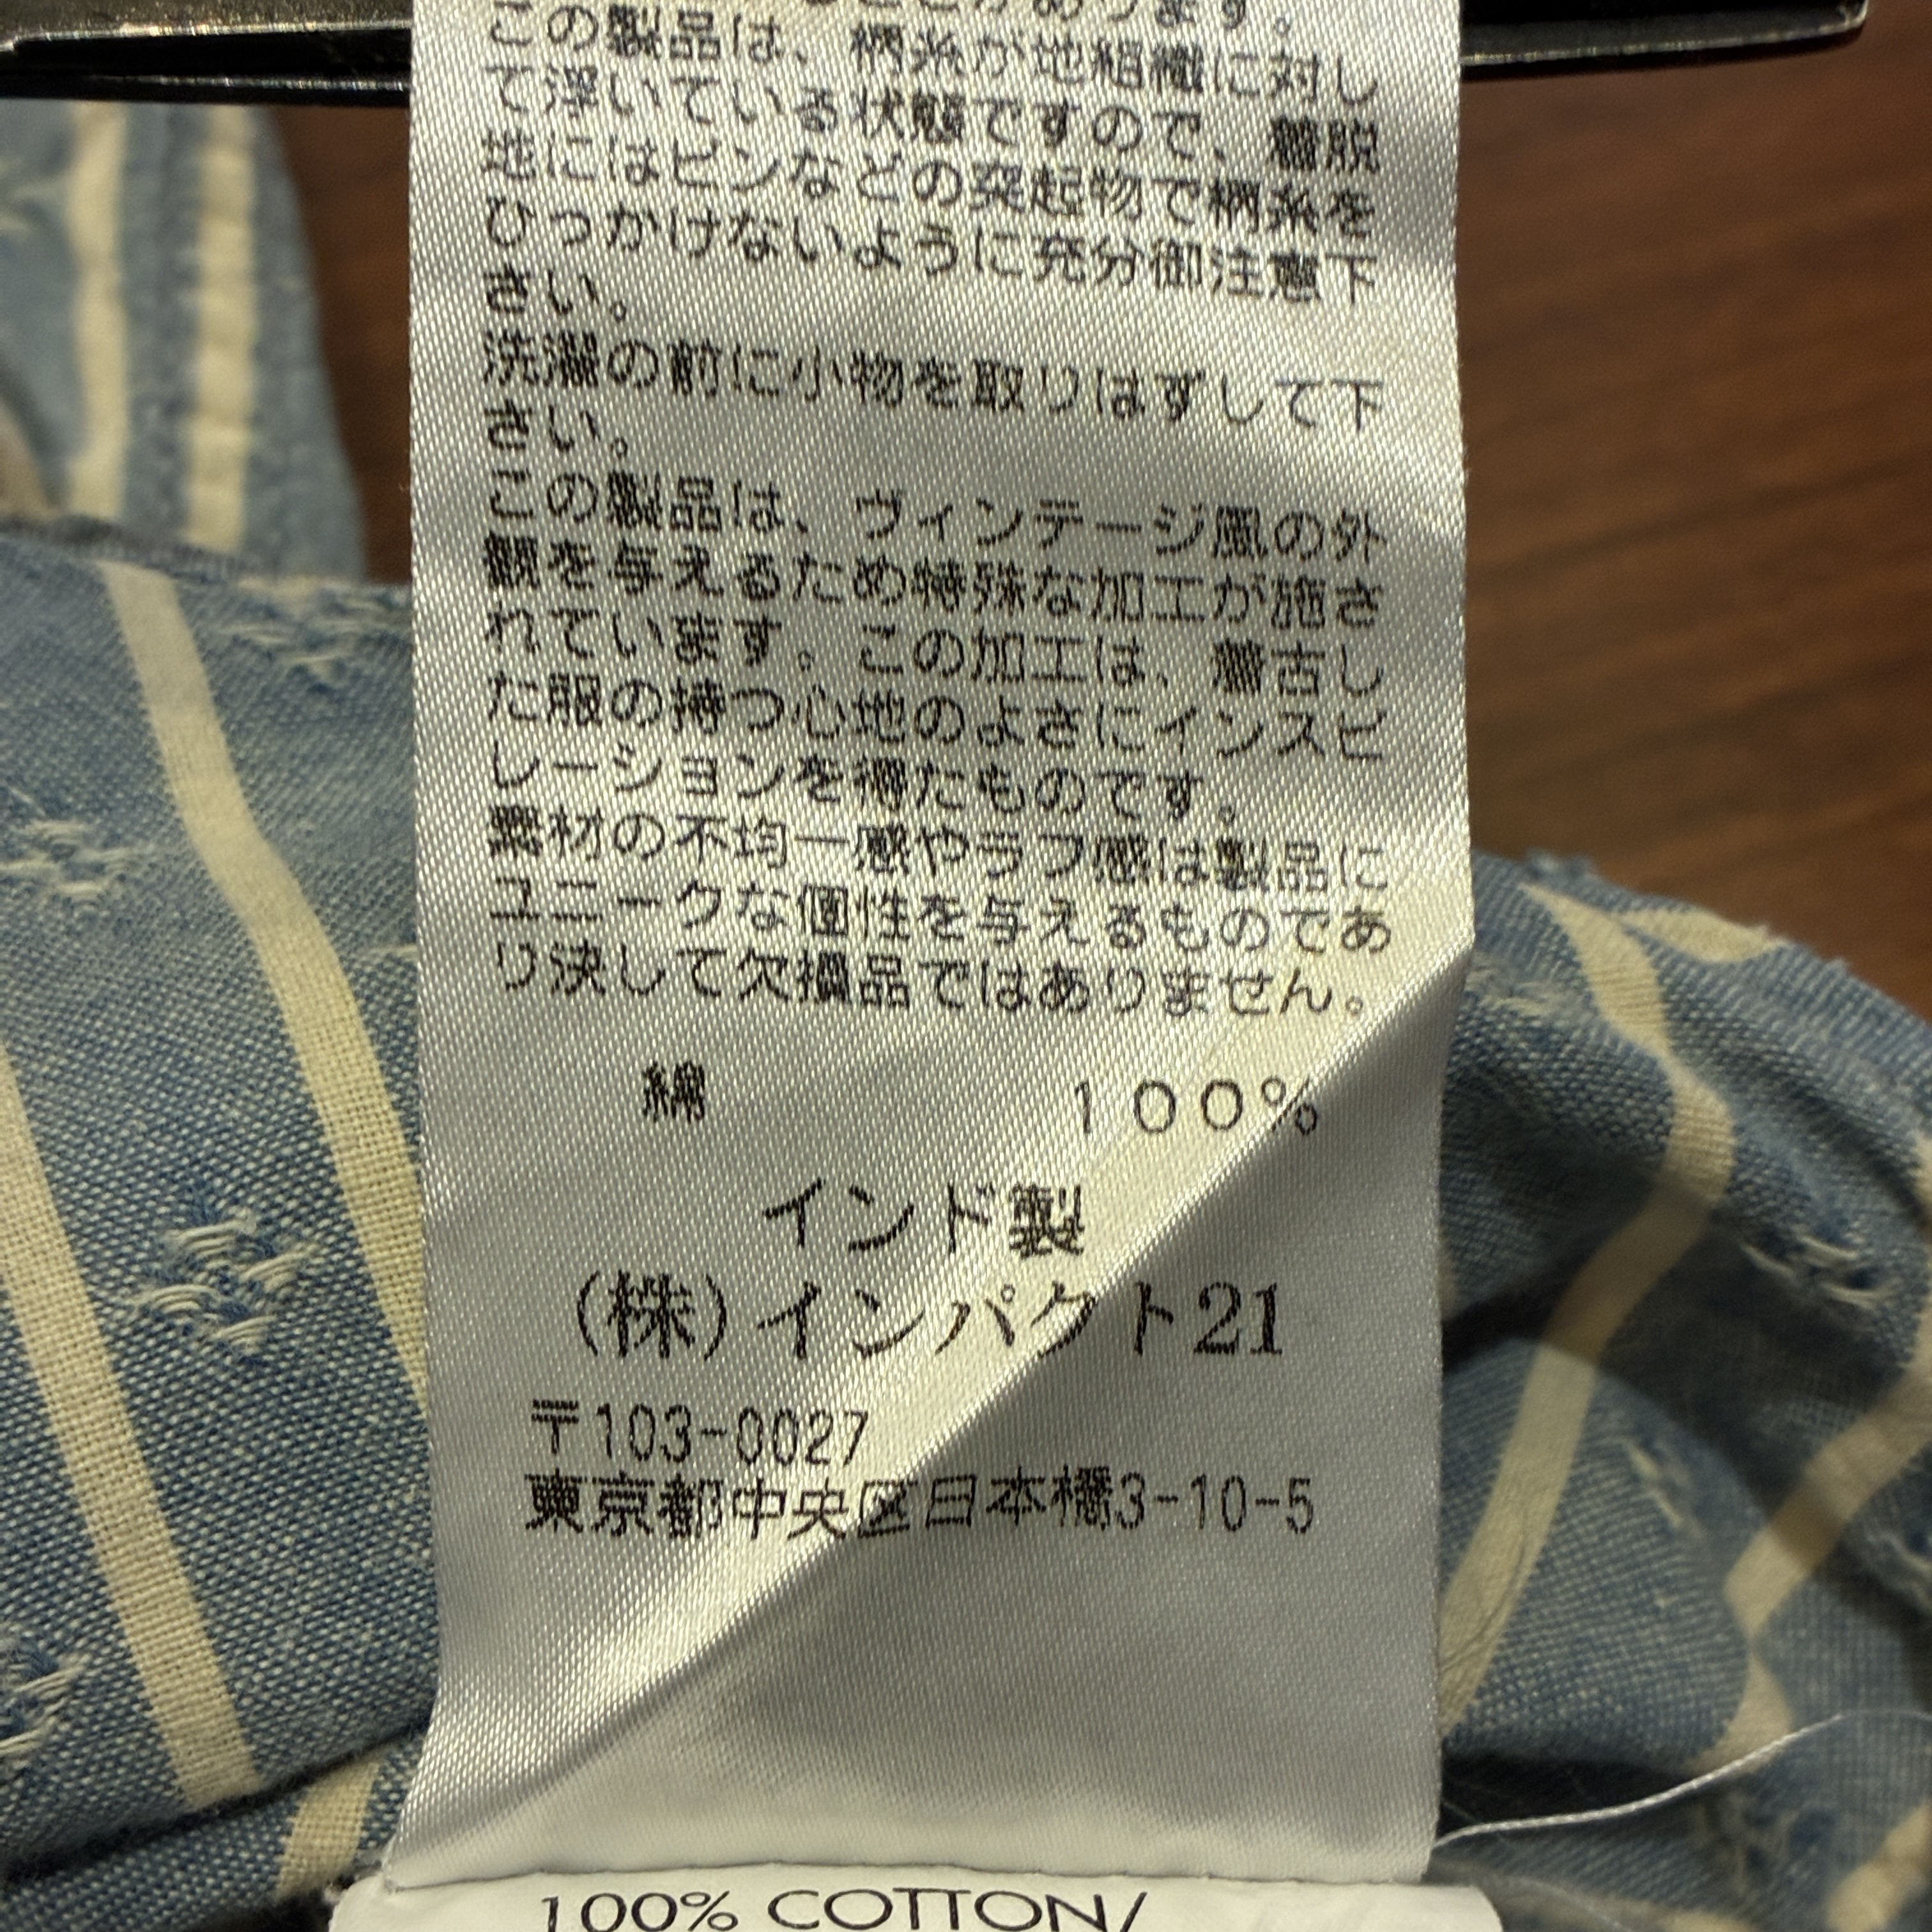 ことがあります。
この製品は、柄糸が地組織に対し
て浮いている状態ですので、着脱
地にはピンなどの突起物で柄糸を
ひっかけないように充分御注意下
さい。
洗濯の前に小物を取りはずして下
さい。
この製品は、ヴィンテージ風の外
観を与えるため特殊な加工が施さ
れています。この加工は、着古し
た服の持つ心地のよさにインスピ
レーションを得たものです。
素材の不均一感やラフ感は製品に
ユニークな個性を与えるものであ
り決して欠損品ではありません。
綿 100%
インド製
(株)インパクト21
〒103-0027
東京都中央区日本橋3-10-5
100% COTTON/